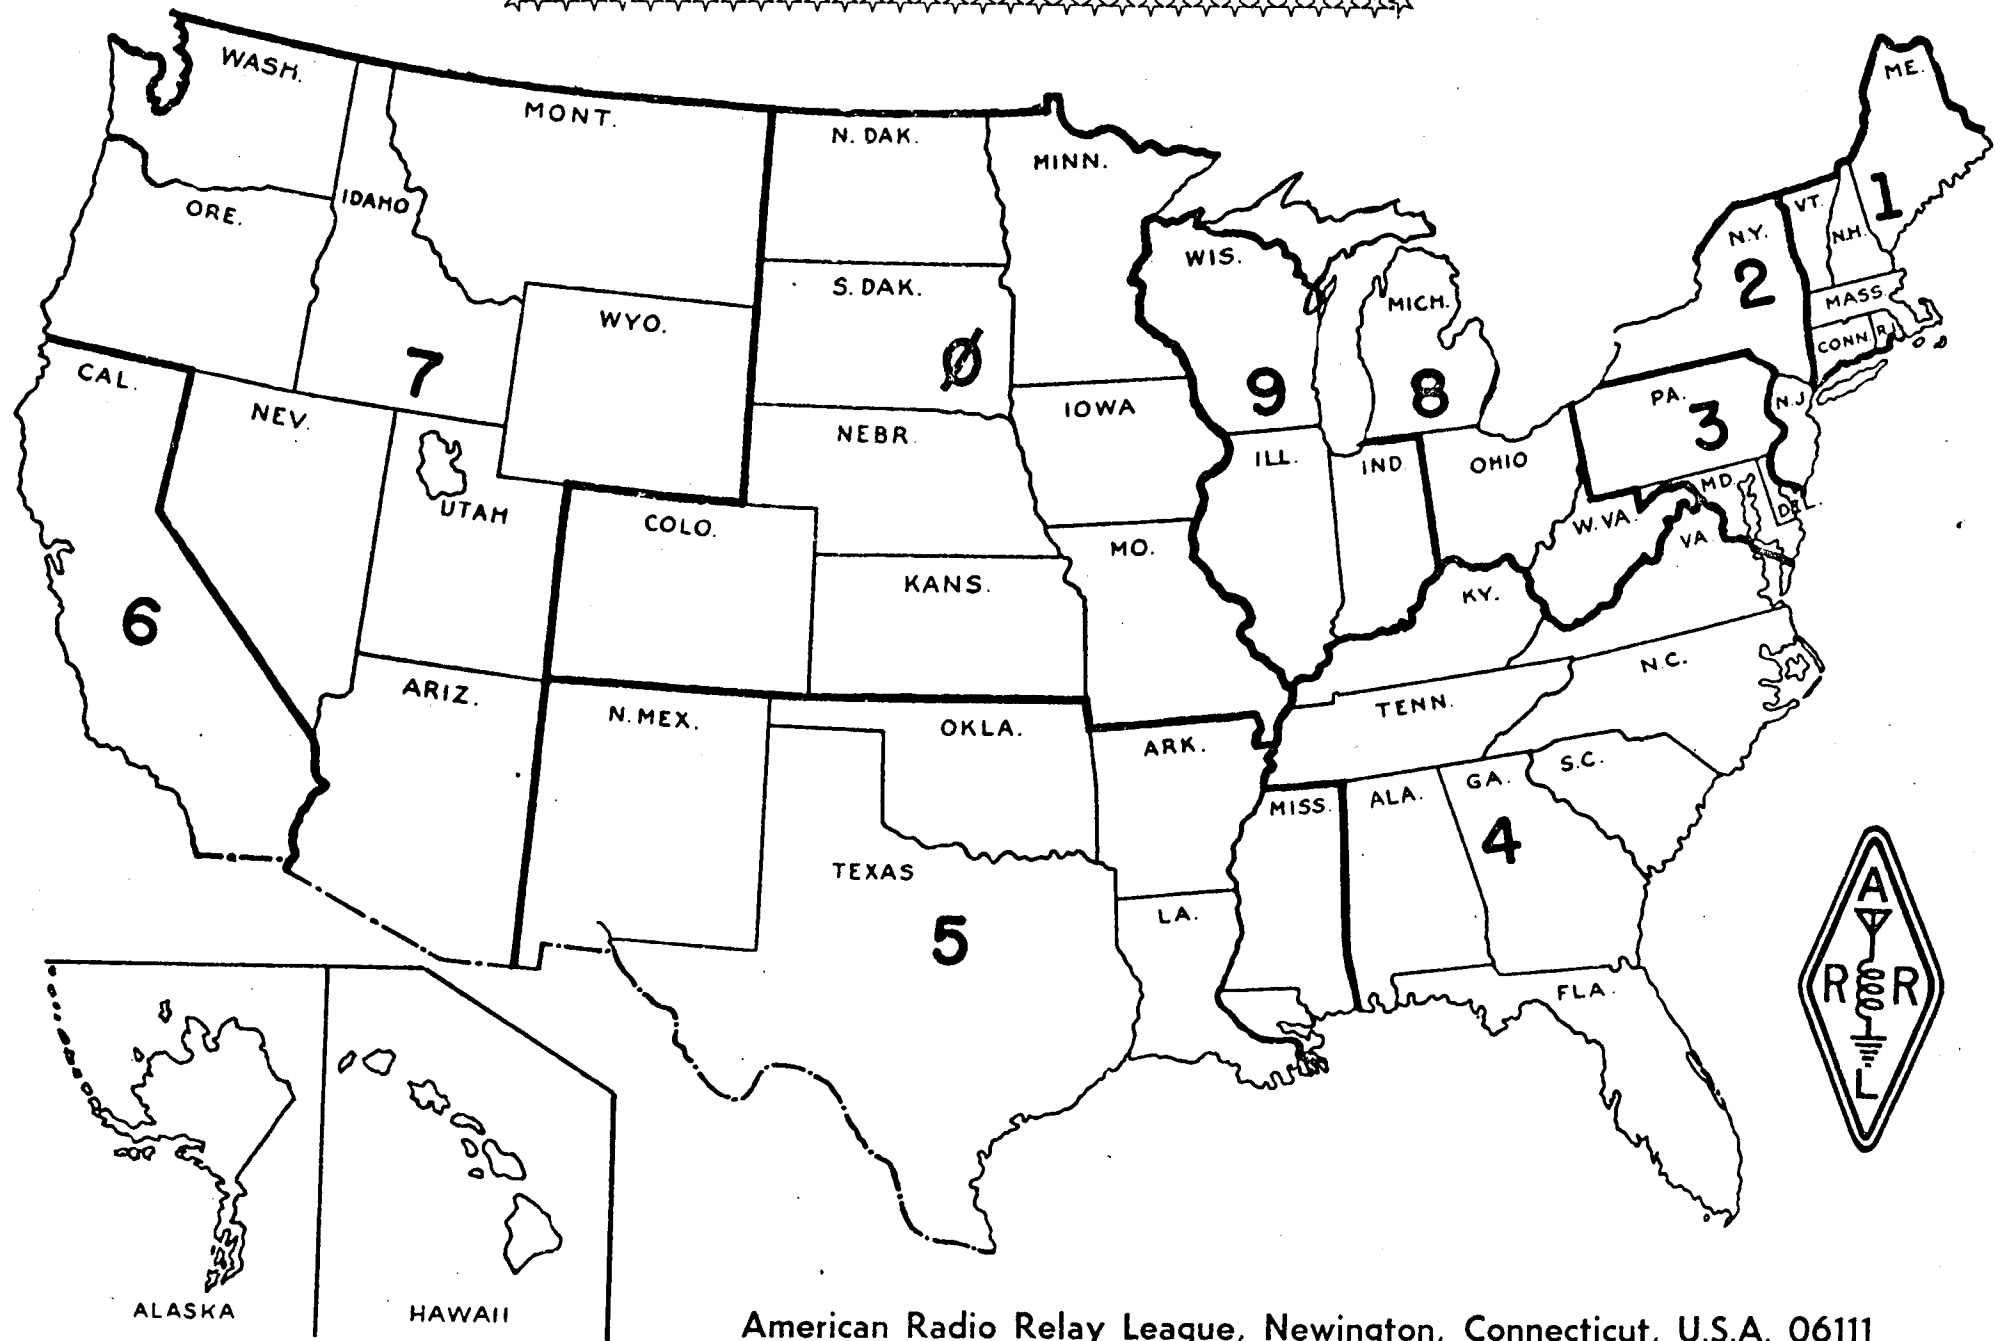 WASH.
MONT.
N. DAK.
MINN.
ME.
ORE.
IDAHO
WIS.
MICH.
N.Y.
2
VT.
N.H.
1
MASS.
CONN.
R.I.
S. DAK.
Ø
WYO.
7
CAL.
NEV.
UTAH
COLO.
NEBR.
IOWA
9
8
PA.
3
N.J.
ILL.
IND.
OHIO
MD.
DEL.
W. VA.
VA.
KANS.
MO.
KY.
6
ARIZ.
N. MEX.
OKLA.
ARK.
TENN.
N.C.
S.C.
GA.
4
MISS.
ALA.
TEXAS
5
LA.
FLA.
A
R R
L
ALASKA
HAWAII
American Radio Relay League, Newington, Connecticut, U.S.A. 06111